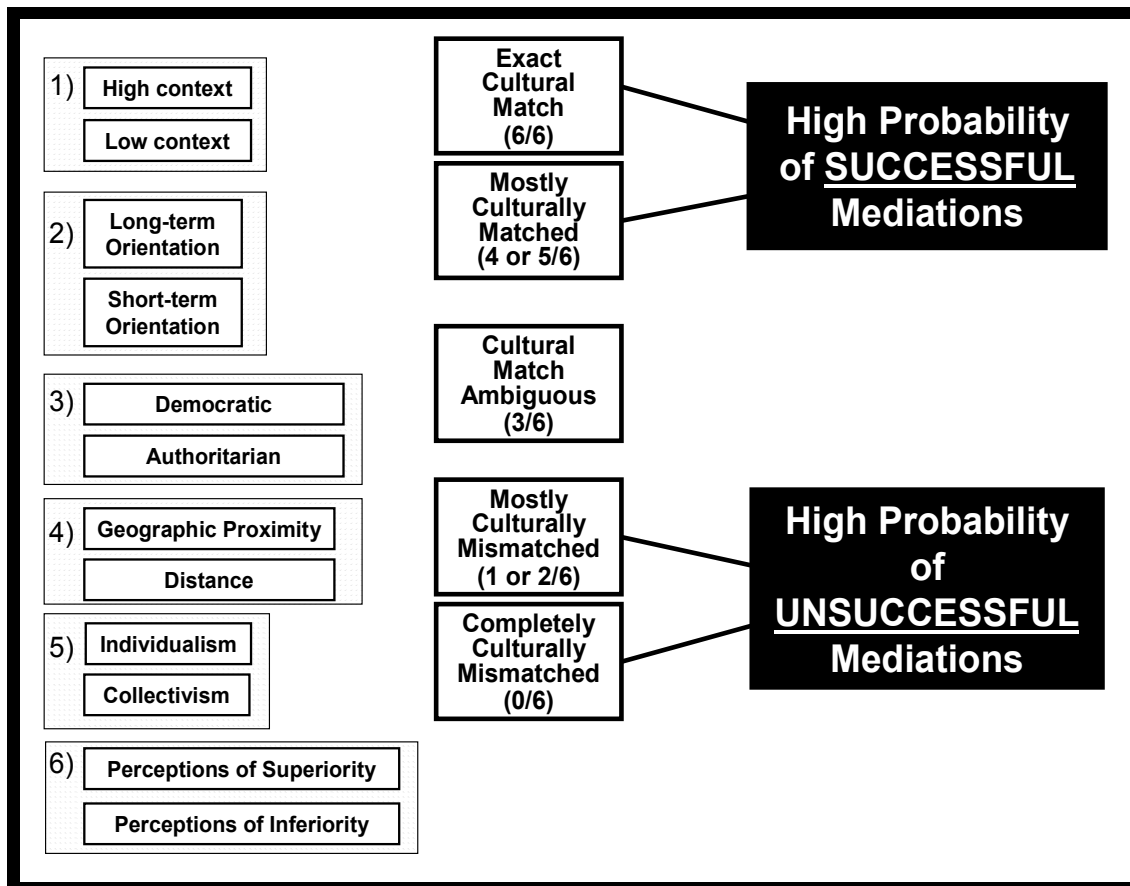 1)
High context
Low context
2)
Long-term
Orientation
Short-term
Orientation
3)
Democratic
Authoritarian
4)
Geographic Proximity
Distance
5)
Individualism
Collectivism
6)
Perceptions of Superiority
Perceptions of Inferiority
Exact
Cultural
Match
(6/6)
Mostly
Culturally
Matched
(4 or 5/6)
Cultural
Match
Ambiguous
(3/6)
Mostly
Culturally
Mismatched
(1 or 2/6)
Completely
Culturally
Mismatched
(0/6)
High Probability
of SUCCESSFUL
Mediations
High Probability
of
UNSUCCESSFUL
Mediations